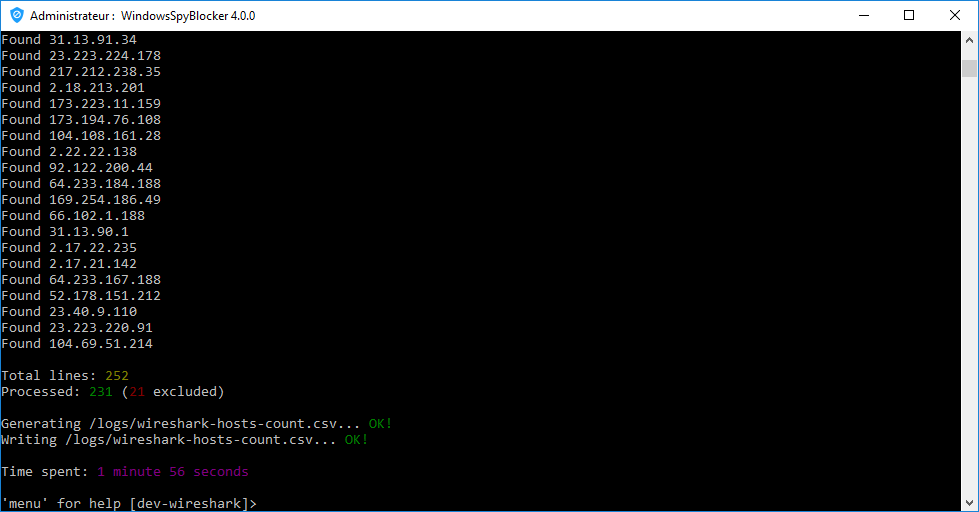 Administrateur : WindowsSpyBlocker 4.0.0
Found 31.13.91.34
Found 23.223.224.178
Found 217.212.238.35
Found 2.18.213.201
Found 173.223.11.159
Found 173.194.76.108
Found 104.108.161.28
Found 2.22.22.138
Found 92.122.200.44
Found 64.233.184.188
Found 169.254.186.49
Found 66.102.1.188
Found 31.13.90.1
Found 2.17.22.235
Found 2.17.21.142
Found 64.233.167.188
Found 52.178.151.212
Found 23.40.9.110
Found 23.223.220.91
Found 104.69.51.214
Total lines: 252
Processed: 231 (21 excluded)
Generating /logs/wireshark-hosts-count.csv... OK!
Writing /logs/wireshark-hosts-count.csv... OK!
Time spent: 1 minute 56 seconds
'menu' for help [dev-wireshark]>